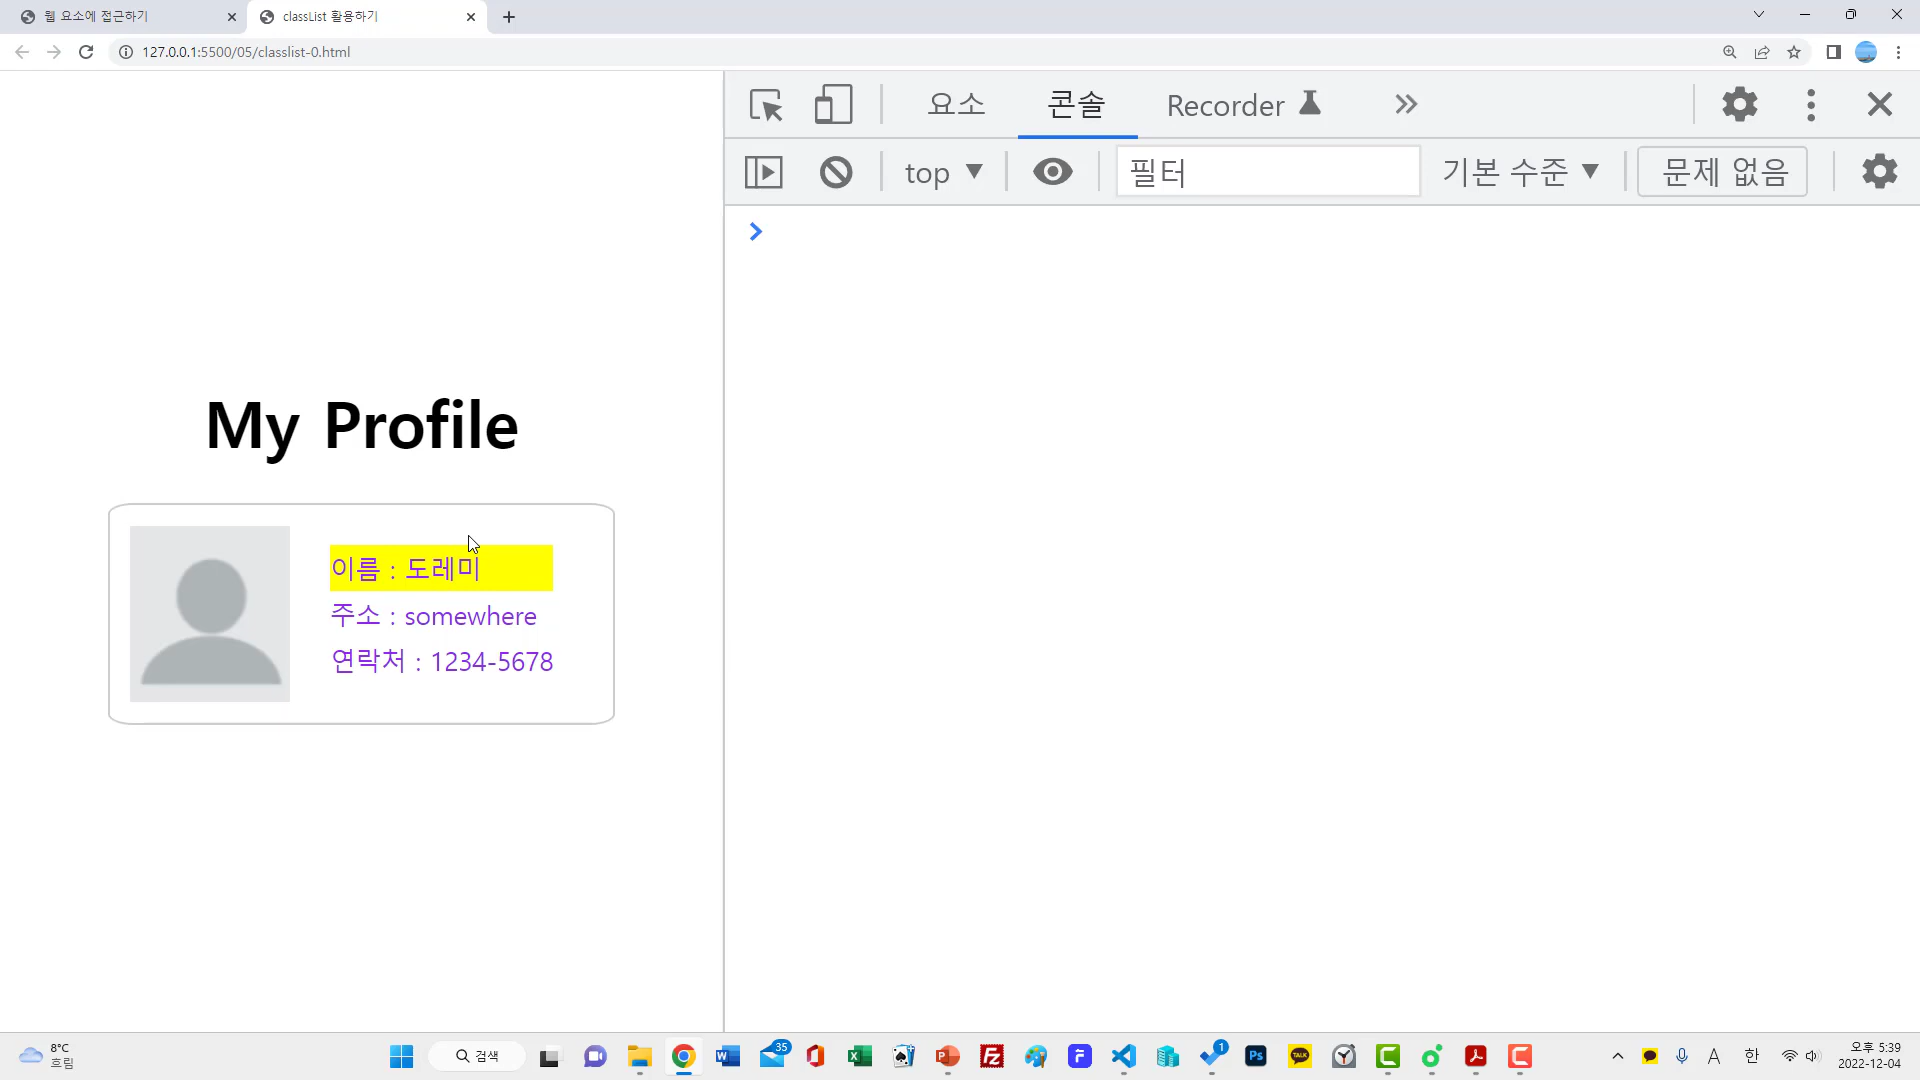 웹 요소에 접근하기
classList 활용하기
127.0.0.1:5500/05/classlist-0.html
요소
콘솔
Recorder
top
필터
기본 수준
문제 없음
My Profile
이름 : 도레미
주소 : somewhere
연락처 : 1234-5678
8°C
흐림
검색
35
1
TALK
Ps
A
한
오후 5:39
2022-12-04